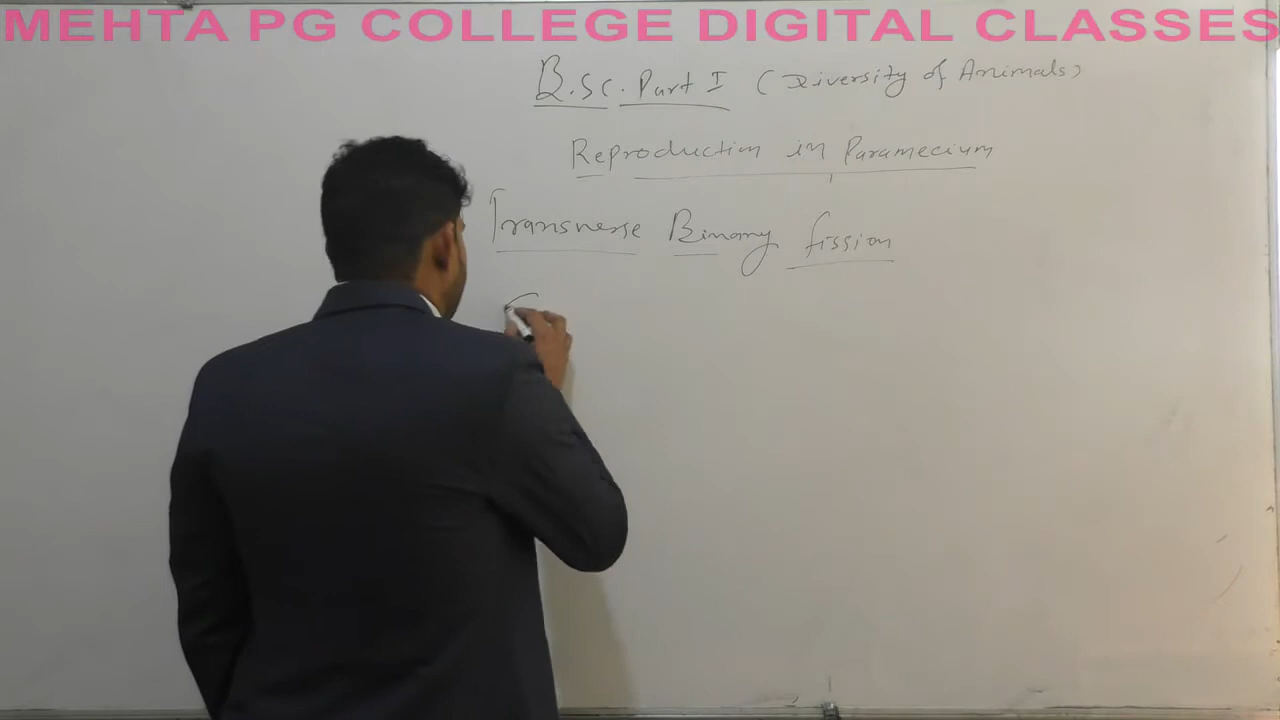 MEHTA PG COLLEGE DIGITAL CLASSES
B.Sc. Part I (Diversity of Animals)
Reproduction in Paramecium
Transverse Binary fission